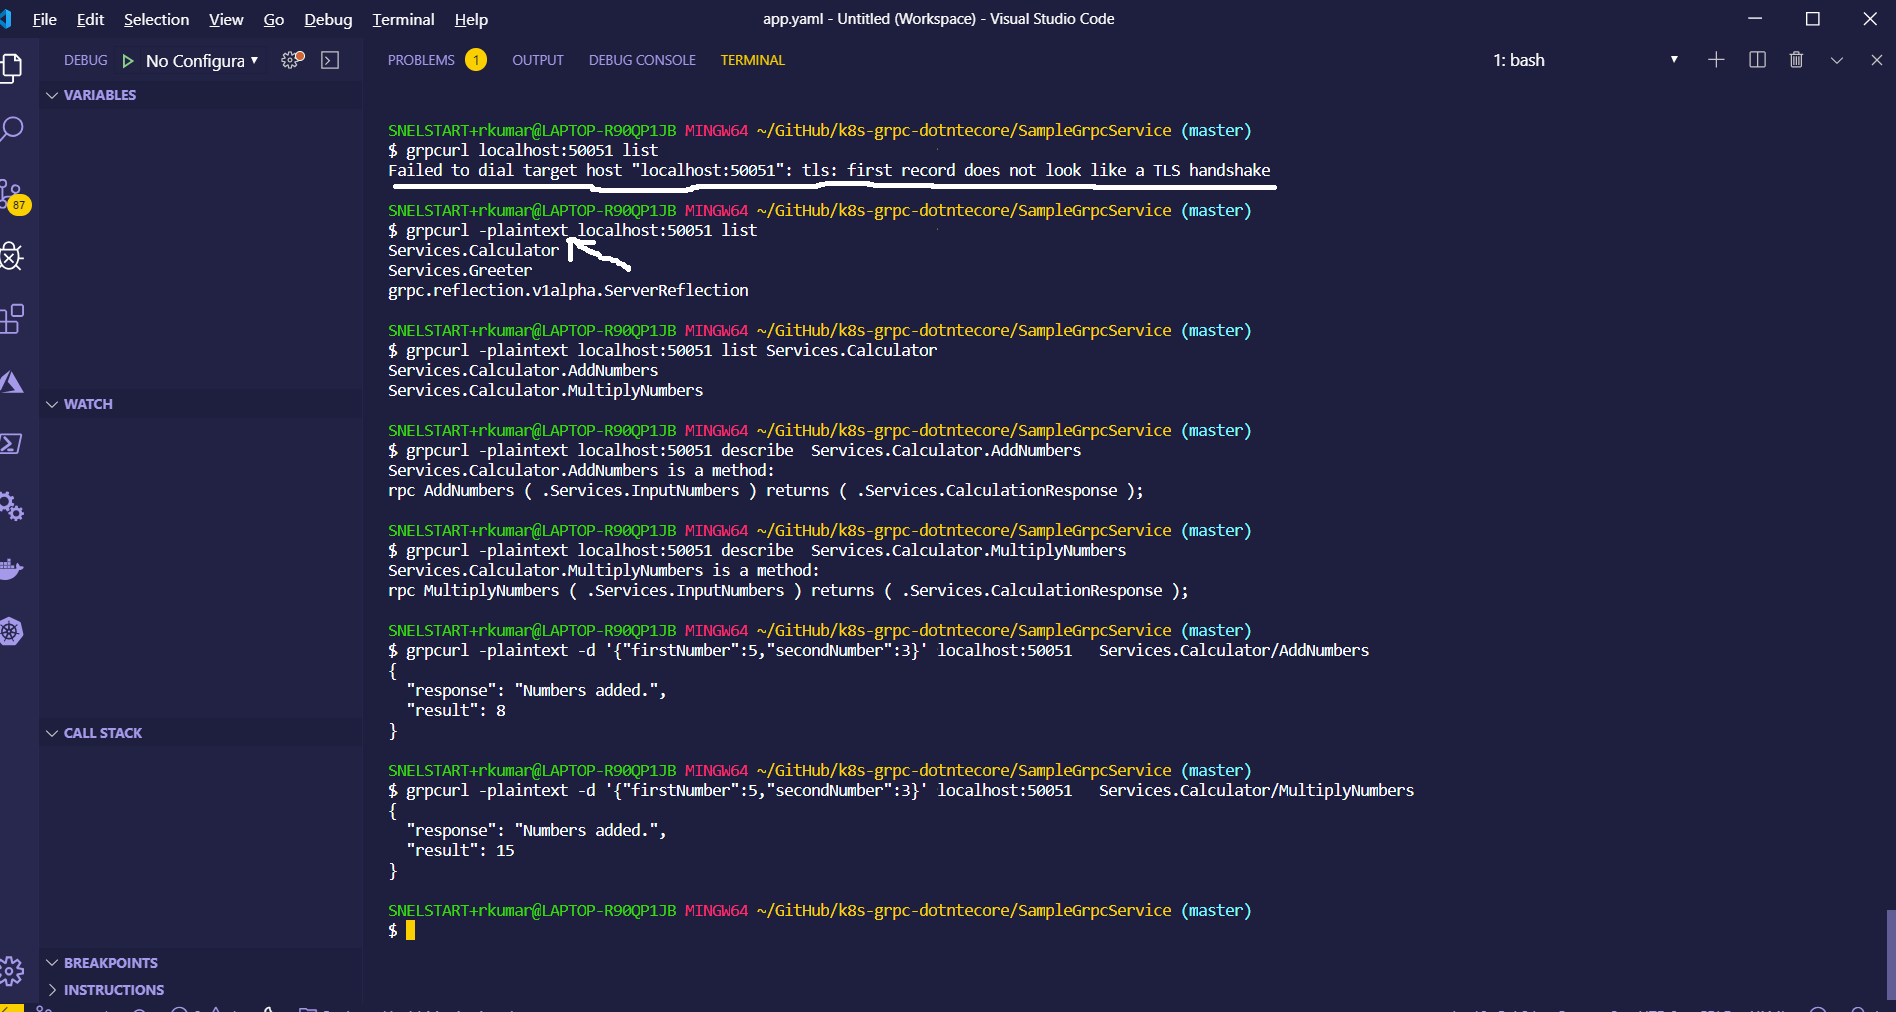 File Edit Selection View Go Debug Terminal Help
app.yaml - Untitled (Workspace) - Visual Studio Code
DEBUG No Configura
PROBLEMS 1 OUTPUT DEBUG CONSOLE TERMINAL
1: bash
VARIABLES
87
WATCH
CALL STACK
BREAKPOINTS
INSTRUCTIONS
SNELSTART+rkumar@LAPTOP-R90QP1JB MINGW64 ~/GitHub/k8s-grpc-dotntecore/SampleGrpcService (master)
$ grpcurl localhost:50051 list
Failed to dial target host "localhost:50051": tls: first record does not look like a TLS handshake
SNELSTART+rkumar@LAPTOP-R90QP1JB MINGW64 ~/GitHub/k8s-grpc-dotntecore/SampleGrpcService (master)
$ grpcurl -plaintext localhost:50051 list
Services.Calculator
Services.Greeter
grpc.reflection.v1alpha.ServerReflection
SNELSTART+rkumar@LAPTOP-R90QP1JB MINGW64 ~/GitHub/k8s-grpc-dotntecore/SampleGrpcService (master)
$ grpcurl -plaintext localhost:50051 list Services.Calculator
Services.Calculator.AddNumbers
Services.Calculator.MultiplyNumbers
SNELSTART+rkumar@LAPTOP-R90QP1JB MINGW64 ~/GitHub/k8s-grpc-dotntecore/SampleGrpcService (master)
$ grpcurl -plaintext localhost:50051 describe  Services.Calculator.AddNumbers
Services.Calculator.AddNumbers is a method:
rpc AddNumbers ( .Services.InputNumbers ) returns ( .Services.CalculationResponse );
SNELSTART+rkumar@LAPTOP-R90QP1JB MINGW64 ~/GitHub/k8s-grpc-dotntecore/SampleGrpcService (master)
$ grpcurl -plaintext localhost:50051 describe  Services.Calculator.MultiplyNumbers
Services.Calculator.MultiplyNumbers is a method:
rpc MultiplyNumbers ( .Services.InputNumbers ) returns ( .Services.CalculationResponse );
SNELSTART+rkumar@LAPTOP-R90QP1JB MINGW64 ~/GitHub/k8s-grpc-dotntecore/SampleGrpcService (master)
$ grpcurl -plaintext -d '{"firstNumber":5,"secondNumber":3}' localhost:50051   Services.Calculator/AddNumbers
{
  "response": "Numbers added.",
  "result": 8
}
SNELSTART+rkumar@LAPTOP-R90QP1JB MINGW64 ~/GitHub/k8s-grpc-dotntecore/SampleGrpcService (master)
$ grpcurl -plaintext -d '{"firstNumber":5,"secondNumber":3}' localhost:50051   Services.Calculator/MultiplyNumbers
{
  "response": "Numbers added.",
  "result": 15
}
SNELSTART+rkumar@LAPTOP-R90QP1JB MINGW64 ~/GitHub/k8s-grpc-dotntecore/SampleGrpcService (master)
$